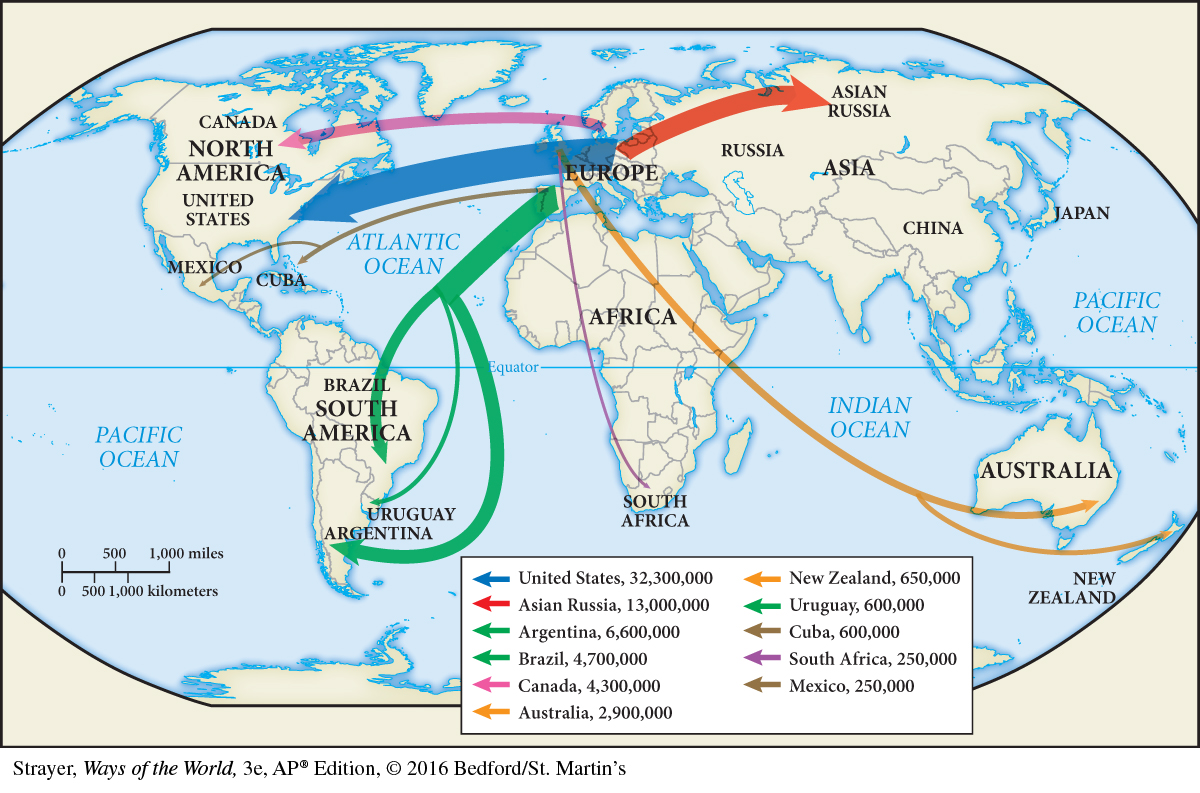 CANADA
NORTH
AMERICA
UNITED
STATES
MEXICO
CUBA
ATLANTIC
OCEAN
EUROPE
ASIAN
RUSSIA
RUSSIA
ASIA
CHINA
JAPAN
AFRICA
PACIFIC
OCEAN
Equator
BRAZIL
SOUTH
AMERICA
PACIFIC
OCEAN
INDIAN
OCEAN
AUSTRALIA
SOUTH
AFRICA
URUGUAY
ARGENTINA
NEW
ZEALAND
0 500 1,000 miles
0 500 1,000 kilometers
United States, 32,300,000
Asian Russia, 13,000,000
Argentina, 6,600,000
Brazil, 4,700,000
Canada, 4,300,000
Australia, 2,900,000
New Zealand, 650,000
Uruguay, 600,000
Cuba, 600,000
South Africa, 250,000
Mexico, 250,000
Strayer, Ways of the World, 3e, AP® Edition, © 2016 Bedford/St. Martin's